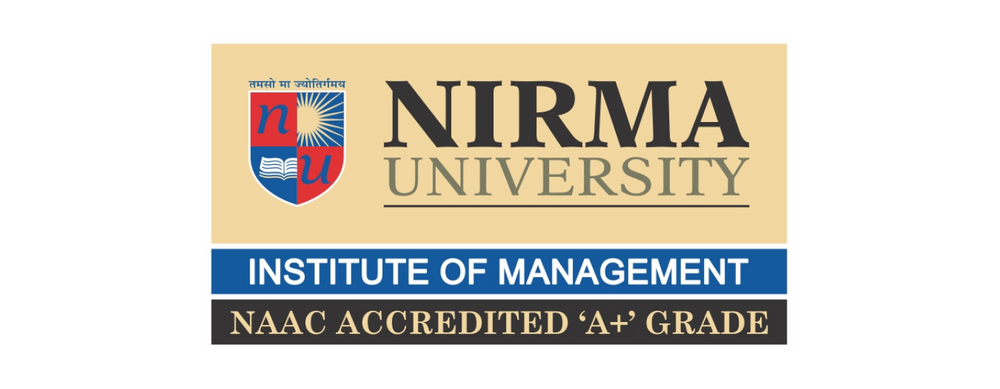 तमसो मा ज्योतिर्गमय
n
u
NIRMA
UNIVERSITY
INSTITUTE OF MANAGEMENT
NAAC ACCREDITED ‘A+’ GRADE